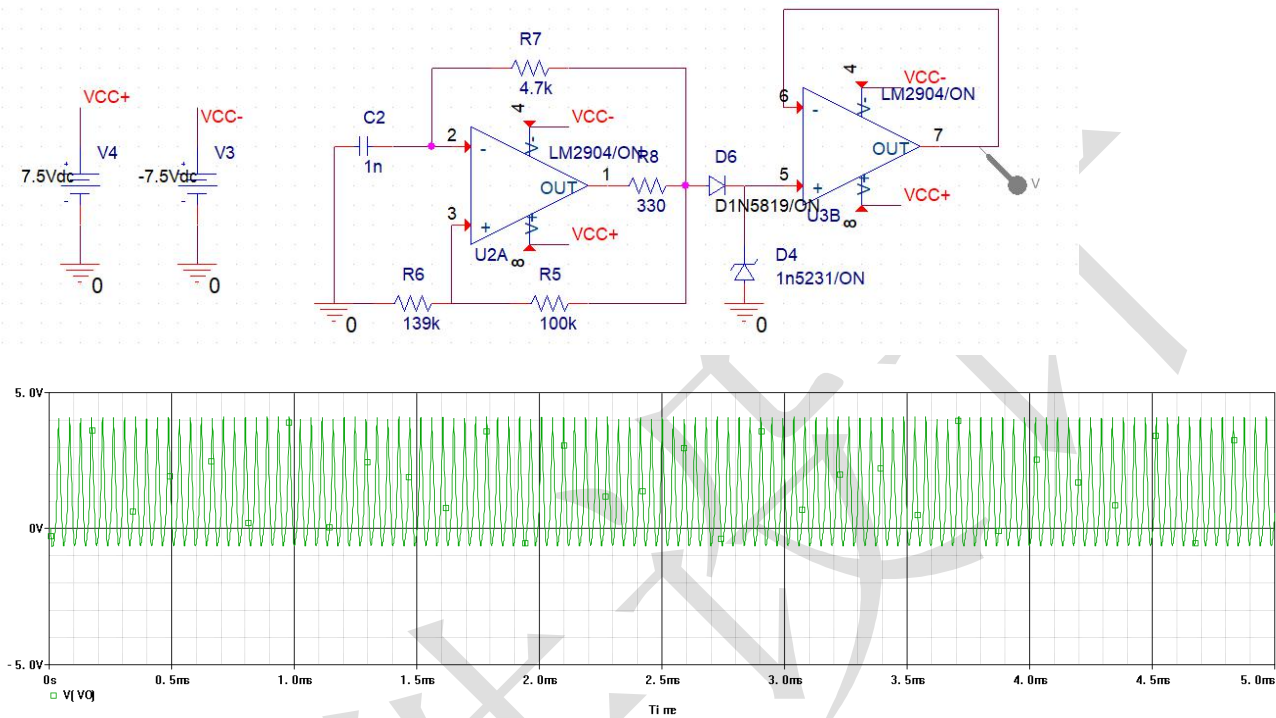 VCC+
V4
7.5Vdc
0
VCC-
V3
-7.5Vdc
0
R7
4.7k
C2
1n
2
-
4
V-
VCC-
LM2904/ON
OUT
1
3
+
V+
8
VCC+
U2A
R8
330
R6
139k
R5
100k
0
D6
D1N5819/ON
D4
1n5231/ON
0
6
-
4
V-
VCC-
LM2904/ON
OUT
7
5
+
V+
8
VCC+
U3B
V
5.0V
0V
-5.0V
0s
0.5ms
1.0ms
1.5ms
2.0ms
2.5ms
3.0ms
3.5ms
4.0ms
4.5ms
5.0ms
V(VO)
Time